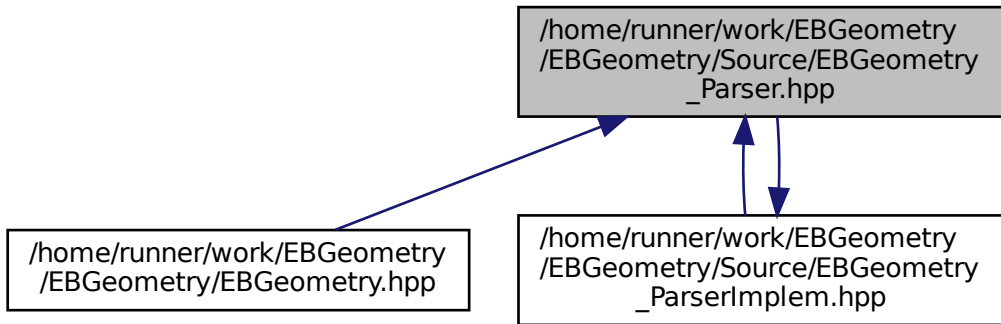 /home/runner/work/EBGeometry
/EBGeometry/Source/EBGeometry
_Parser.hpp
/home/runner/work/EBGeometry
/EBGeometry/EBGeometry.hpp
/home/runner/work/EBGeometry
/EBGeometry/Source/EBGeometry
_ParserImplem.hpp